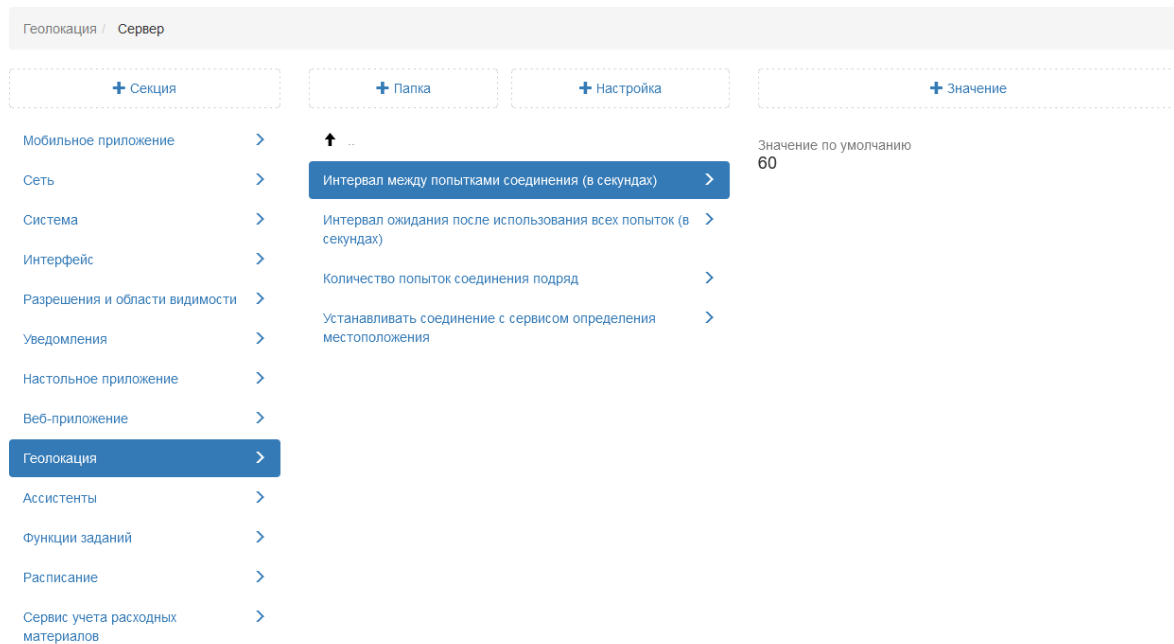 Геолокация / Сервер
+ Секция
+ Папка
+ Настройка
+ Значение
Мобильное приложение
Сеть
Система
Интерфейс
Разрешения и области видимости
Уведомления
Настольное приложение
Веб-приложение
Геолокация
Ассистенты
Функции заданий
Расписание
Сервис учета расходных
материалов
..
Интервал между попытками соединения (в секундах)
Интервал ожидания после использования всех попыток (в
секундах)
Количество попыток соединения подряд
Устанавливать соединение с сервисом определения
местоположения
Значение по умолчанию
60